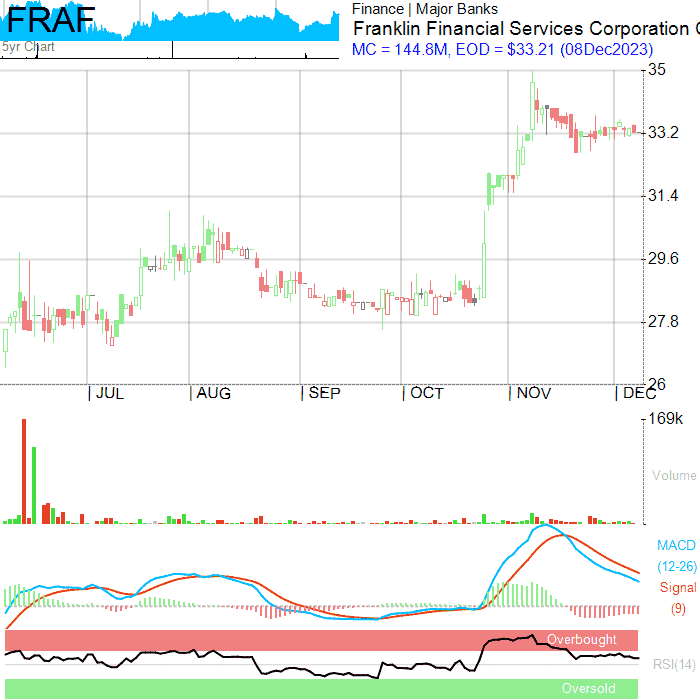 FRAF
5yr Chart
Finance | Major Banks
Franklin Financial Services Corporation
MC = 144.8M, EOD = $33.21 (08Dec2023)
35
33.2
31.4
29.6
27.8
26
JUL AUG SEP OCT NOV DEC
169k
Volume
MACD
(12-26)
Signal
(9)
Overbought
RSI(14)
Oversold